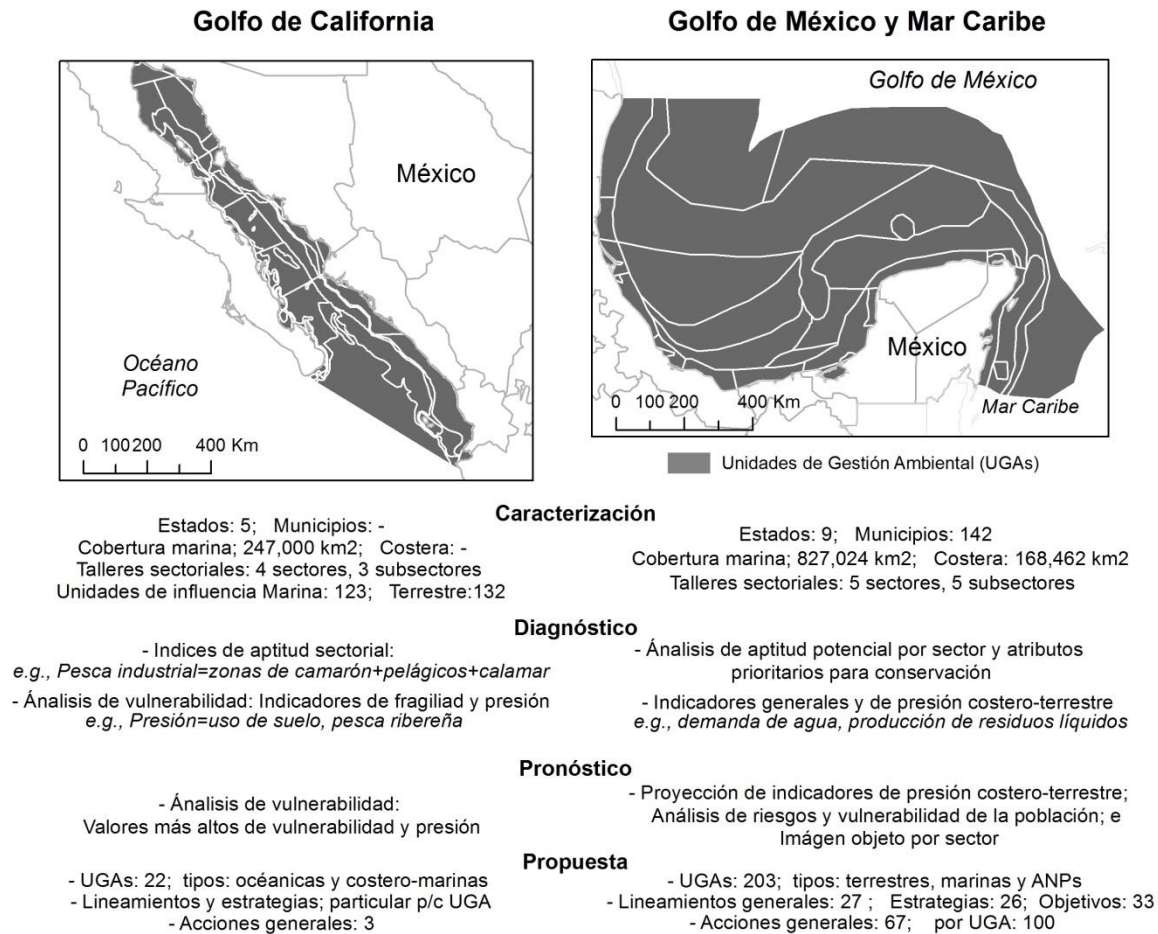 Golfo de California
Golfo de México y Mar Caribe
México
Océano
Pacífico
0 100 200 400 Km
Golfo de México
México
Mar Caribe
0 100 200 400 Km
Unidades de Gestión Ambiental (UGAs)
Caracterización
Estados: 5; Municipios: -
Cobertura marina; 247,000 km2; Costera: -
Talleres sectoriales: 4 sectores, 3 subsectores
Unidades de influencia Marina: 123; Terrestre:132
Estados: 9; Municipios: 142
Cobertura marina; 827,024 km2; Costera: 168,462 km2
Talleres sectoriales: 5 sectores, 5 subsectores
Diagnóstico
- Indices de aptitud sectorial:
e.g., Pesca industrial=zonas de camarón+pelágicos+calamar
- Ánalisis de vulnerabilidad: Indicadores de fragiliad y presión
e.g., Presión=uso de suelo, pesca ribereña
- Ánalisis de aptitud potencial por sector y atributos
prioritarios para conservación
- Indicadores generales y de presión costero-terrestre
e.g., demanda de agua, producción de residuos líquidos
Pronóstico
- Ánalisis de vulnerabilidad:
Valores más altos de vulnerabilidad y presión
- Proyección de indicadores de presión costero-terrestre;
Análisis de riesgos y vulnerabilidad de la población; e
Imágen objeto por sector
Propuesta
- UGAs: 22; tipos: océanicas y costero-marinas
- Lineamientos y estrategias; particular p/c UGA
- Acciones generales: 3
- UGAs: 203; tipos: terrestres, marinas y ANPs
- Lineamientos generales: 27 ; Estrategias: 26; Objetivos: 33
- Acciones generales: 67; por UGA: 100